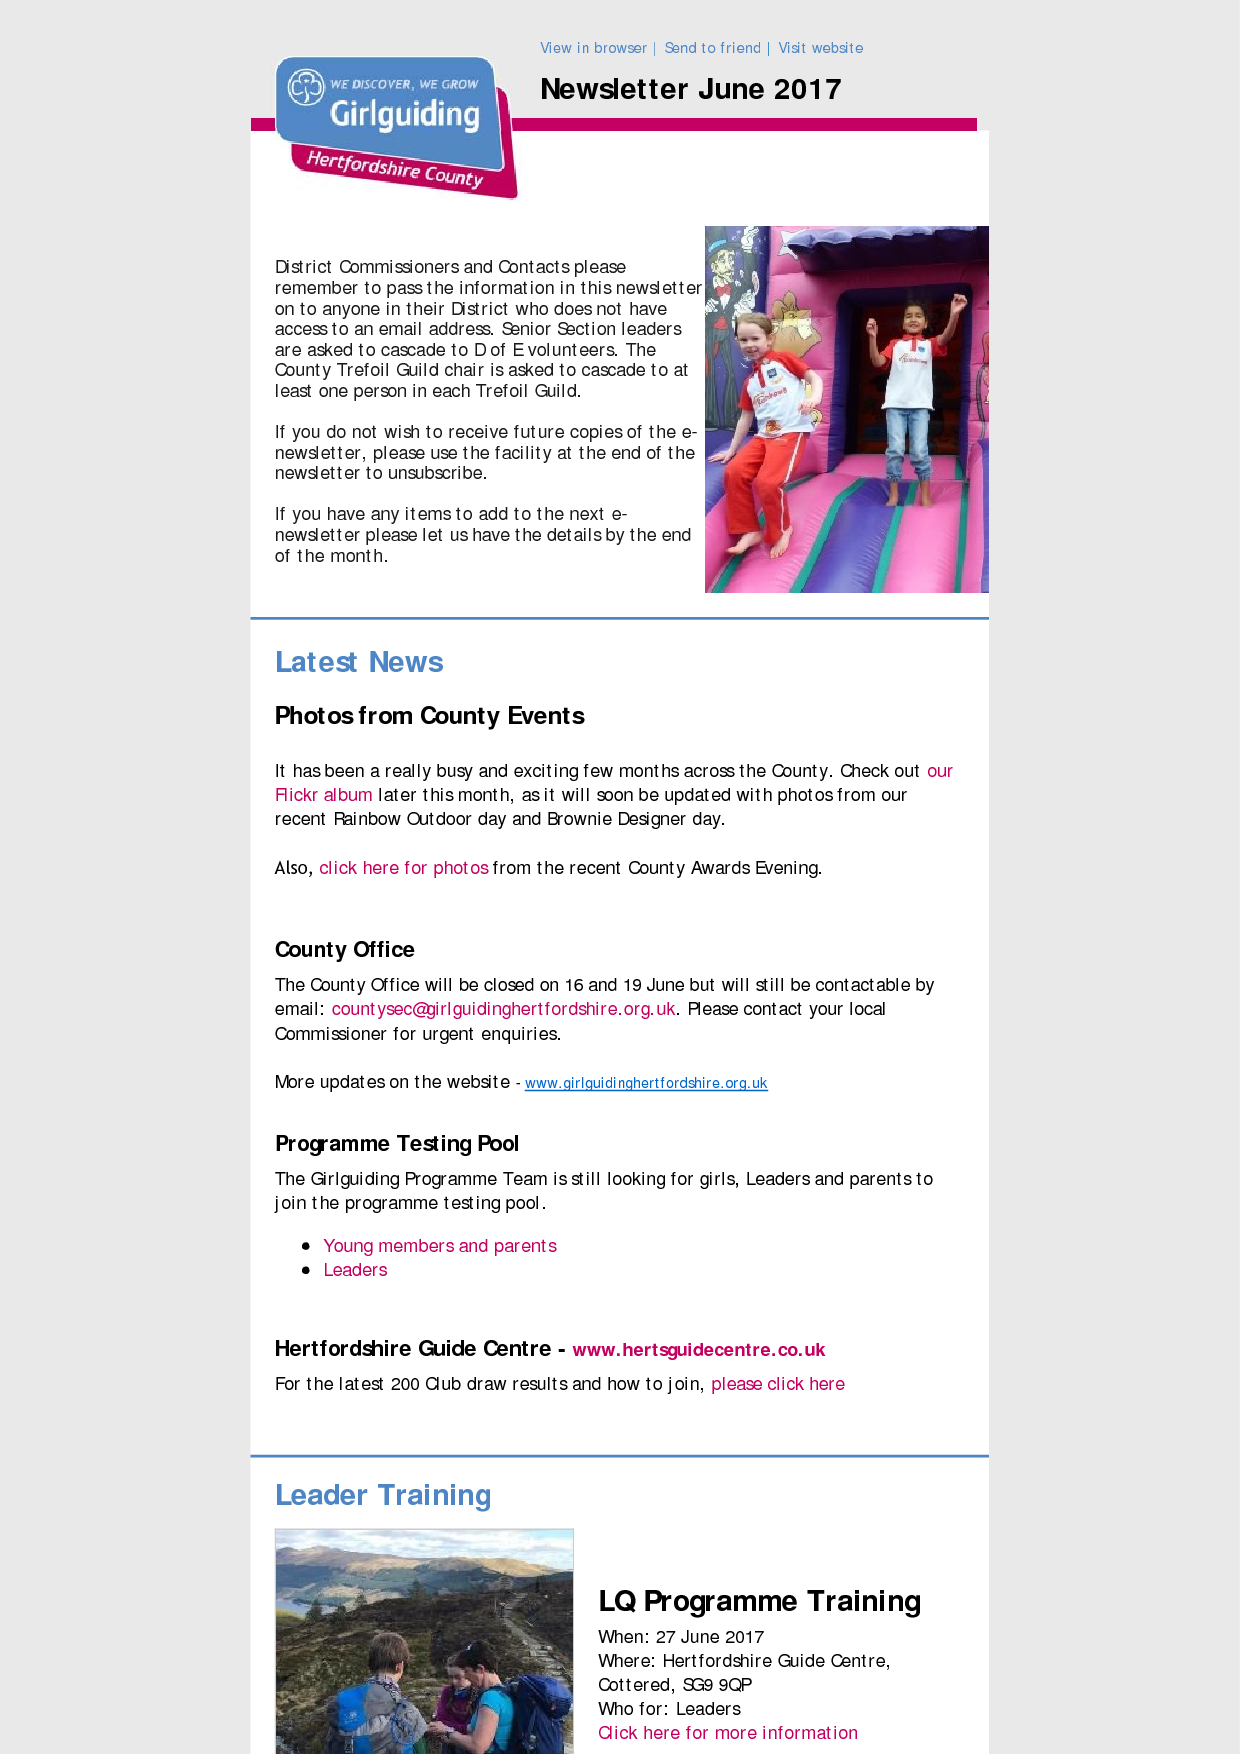 View in browser | Send to friend | Visit website
Newsletter June 2017
WE DISCOVER, WE GROW
Girlguiding
Hertfordshire County
District Commissioners and Contacts please
remember to pass the information in this newsletter
on to anyone in their District who does not have
access to an email address. Senior Section leaders
are asked to cascade to D of E volunteers. The
County Trefoil Guild chair is asked to cascade to at
least one person in each Trefoil Guild.
If you do not wish to receive future copies of the e-
newsletter, please use the facility at the end of the
newsletter to unsubscribe.
If you have any items to add to the next e-
newsletter please let us have the details by the end
of the month.
Rainbows
Latest News
Photos from County Events
It has been a really busy and exciting few months across the County. Check out our
Flickr album later this month, as it will soon be updated with photos from our
recent Rainbow Outdoor day and Brownie Designer day.
Also, click here for photos from the recent County Awards Evening.
County Office
The County Office will be closed on 16 and 19 June but will still be contactable by
email: countysec@girlguidinghertfordshire.org.uk. Please contact your local
Commissioner for urgent enquiries.
More updates on the website - www.girlguidinghertfordshire.org.uk
Programme Testing Pool
The Girlguiding Programme Team is still looking for girls, Leaders and parents to
join the programme testing pool.
● Young members and parents
● Leaders
Hertfordshire Guide Centre - www.hertsguidecentre.co.uk
For the latest 200 Club draw results and how to join, please click here
Leader Training
LQ Programme Training
When: 27 June 2017
Where: Hertfordshire Guide Centre,
Cottered, SG9 9QP
Who for: Leaders
Click here for more information